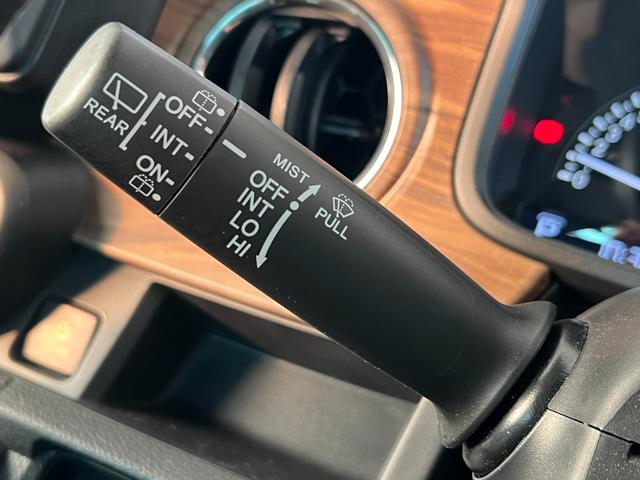 REAR
OFF
INT
ON
MIST
OFF
INT
LO
HI
PULL